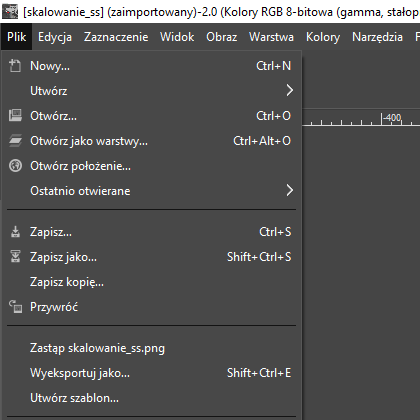 [skalowanie_ss] (zaimportowany)-2.0 (Kolory RGB 8-bitowa (gamma, stałop
Plik Edycja Zaznaczenie Widok Obraz Warstwa Kolory Narzędzia F
Nowy... Ctrl+N
Utwórz
Otwórz... Ctrl+O
Otwórz jako warstwy... Ctrl+Alt+O
Otwórz położenie...
Ostatnio otwierane
-400
Zapisz... Ctrl+S
Zapisz jako... Shift+Ctrl+S
Zapisz kopię...
Przywróć
Zastąp skalowanie_ss.png
Wyeksportuj jako... Shift+Ctrl+E
Utwórz szablon...